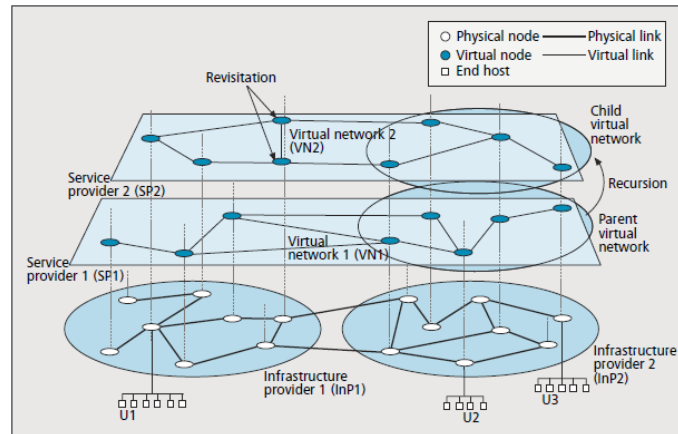 Physical node
Physical link
Virtual node
Virtual link
End host
Revisitation
Child
virtual
network
Virtual network 2
(VN2)
Service
provider 2 (SP2)
Recursion
Parent
virtual
network
Virtual
network 1 (VN1)
Service
provider 1 (SP1)
Infrastructure
provider 1 (InP1)
Infrastructure
provider 2
(InP2)
U1
U2
U3